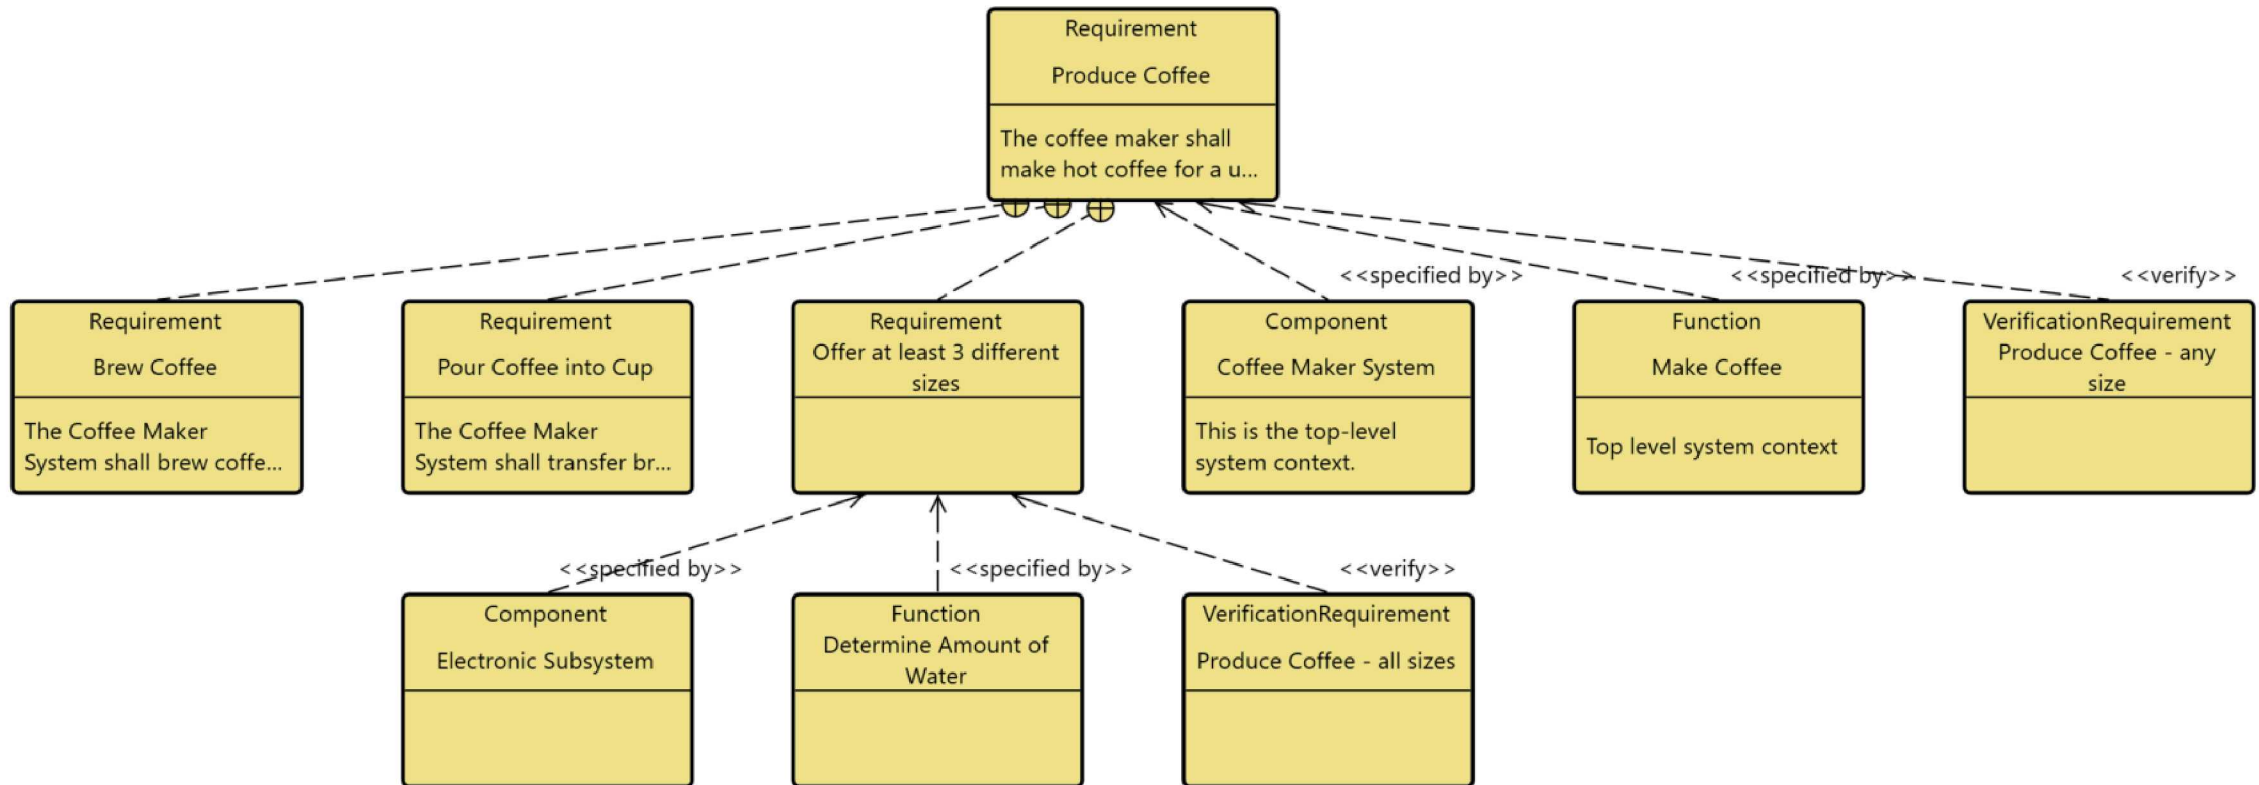 Requirement
Produce Coffee
The coffee maker shall
make hot coffee for a u...
<<specified by>>
<<specified by>>
<<verify>>
Requirement
Brew Coffee
The Coffee Maker
System shall brew coffe...
Requirement
Pour Coffee into Cup
The Coffee Maker
System shall transfer br...
Requirement
Offer at least 3 different
sizes
Component
Coffee Maker System
This is the top-level
system context.
Function
Make Coffee
Top level system context
VerificationRequirement
Produce Coffee - any
size
<<specified by>>
<<specified by>>
<<verify>>
Component
Electronic Subsystem
Function
Determine Amount of
Water
VerificationRequirement
Produce Coffee - all sizes